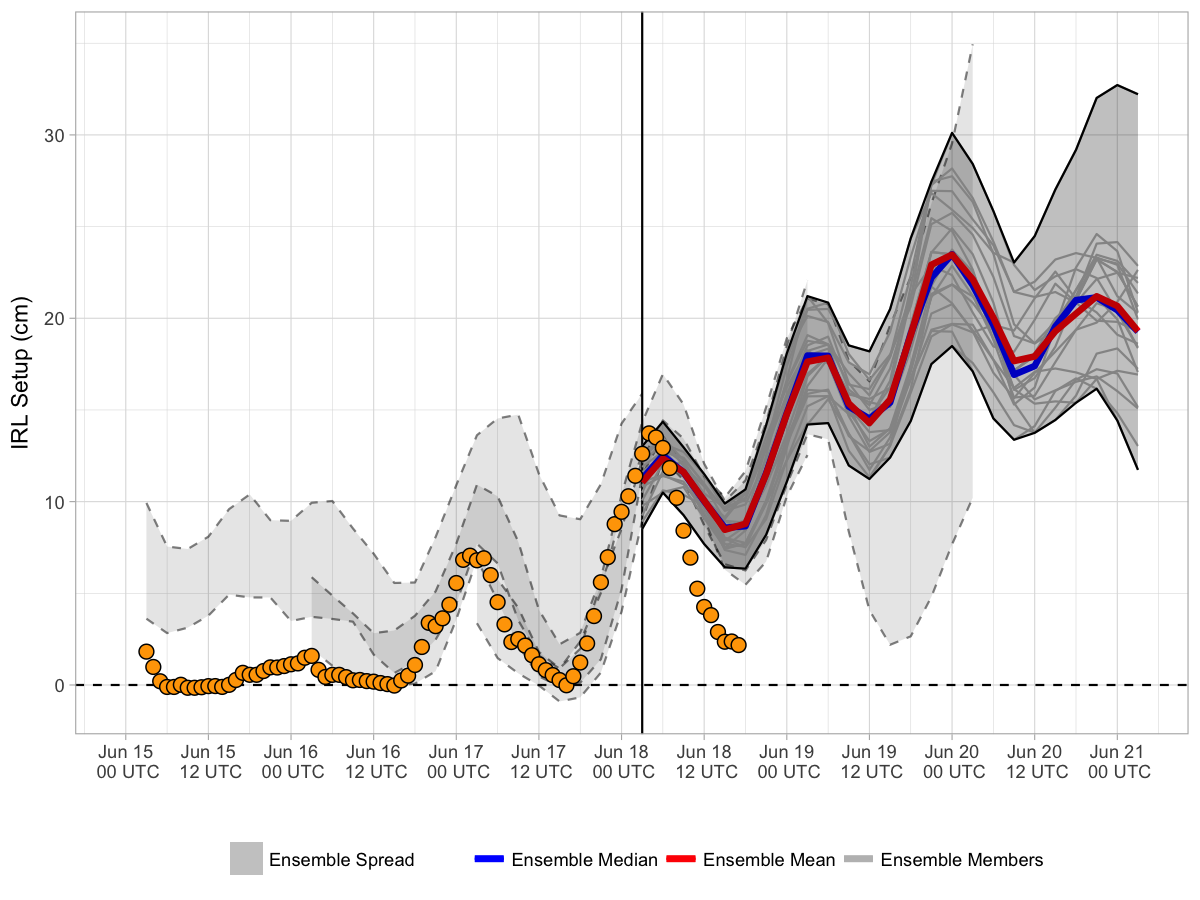 IRL Setup (cm)
30
20
10
0
Jun 15 Jun 15 Jun 16 Jun 16 Jun 17 Jun 17 Jun 18 Jun 18 Jun 19 Jun 19 Jun 20 Jun 20 Jun 21
00 UTC 12 UTC 00 UTC 12 UTC 00 UTC 12 UTC 00 UTC 12 UTC 00 UTC 12 UTC 00 UTC 12 UTC 00 UTC
Ensemble Spread Ensemble Median Ensemble Mean Ensemble Members